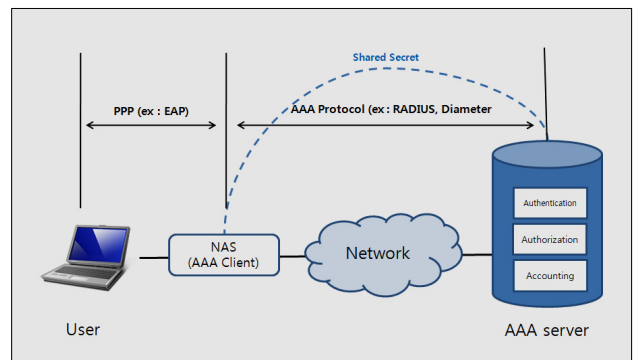 Shared Secret
PPP (ex : EAP)
AAA Protocol (ex : RADIUS, Diameter
Authentication
Authorization
Accounting
NAS
(AAA Client)
Network
User
AAA server